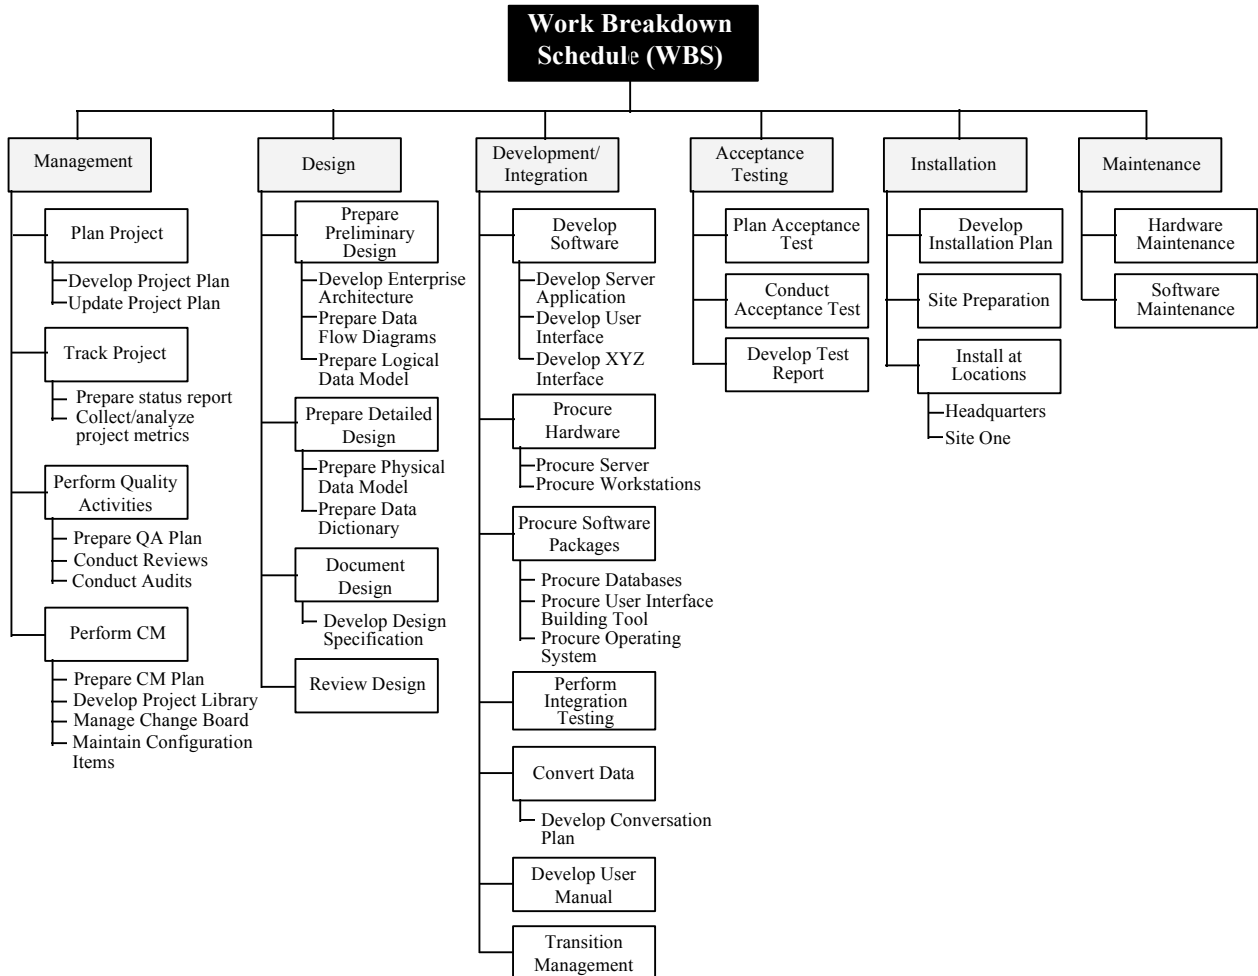 Work Breakdown
Schedule (WBS)
Management
Plan Project
Develop Project Plan
Update Project Plan
Track Project
Prepare status report
Collect/analyze
project metrics
Perform Quality
Activities
Prepare QA Plan
Conduct Reviews
Conduct Audits
Perform CM
Prepare CM Plan
Develop Project Library
Manage Change Board
Maintain Configuration
Items
Design
Prepare
Preliminary
Design
Develop Enterprise
Architecture
Prepare Data
Flow Diagrams
Prepare Logical
Data Model
Prepare Detailed
Design
Prepare Physical
Data Model
Prepare Data
Dictionary
Document
Design
Develop Design
Specification
Review Design
Development/
Integration
Develop
Software
Develop Server
Application
Develop User
Interface
Develop XYZ
Interface
Procure
Hardware
Procure Server
Procure Workstations
Procure Software
Packages
Procure Databases
Procure User Interface
Building Tool
Procure Operating
System
Perform
Integration
Testing
Convert Data
Develop Conversation
Plan
Develop User
Manual
Transition
Management
Acceptance
Testing
Plan Acceptance
Test
Conduct
Acceptance Test
Develop Test
Report
Installation
Develop
Installation Plan
Site Preparation
Install at
Locations
Headquarters
Site One
Maintenance
Hardware
Maintenance
Software
Maintenance